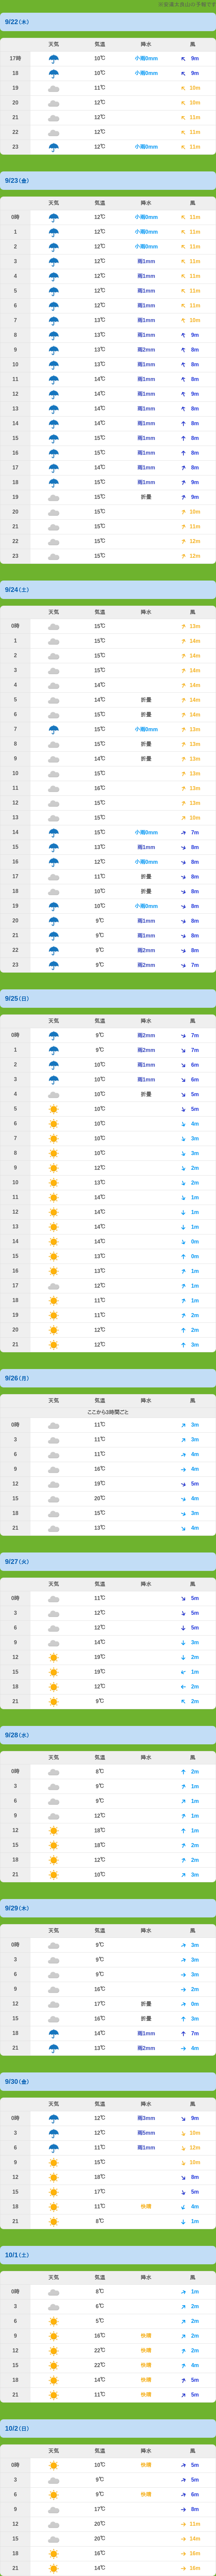 9/22(木)
天気 気温 降水 風
17時 10℃ 小雨0mm 9m
18 10℃ 小雨0mm 9m
19 11℃ 10m
20 12℃ 10m
21 12℃ 11m
22 12℃ 11m
23 12℃ 小雨0mm 11m
9/23(金)
天気 気温 降水 風
0時 12℃ 小雨0mm 11m
1 12℃ 小雨0mm 11m
2 12℃ 小雨0mm 11m
3 12℃ 雨1mm 11m
4 12℃ 雨1mm 11m
5 12℃ 雨1mm 11m
6 12℃ 雨1mm 11m
7 13℃ 雨1mm 10m
8 13℃ 雨1mm 9m
9 13℃ 雨2mm 8m
10 13℃ 雨1mm 8m
11 14℃ 雨1mm 8m
12 14℃ 雨1mm 9m
13 14℃ 雨1mm 8m
14 15℃ 雨1mm 8m
15 15℃ 雨1mm 8m
16 15℃ 雨1mm 8m
17 14℃ 雨1mm 8m
18 15℃ 雨1mm 9m
19 15℃ 折畳 9m
20 15℃ 10m
21 15℃ 11m
22 15℃ 12m
23 15℃ 12m
9/24(土)
天気 気温 降水 風
0時 15℃ 13m
1 15℃ 14m
2 15℃ 14m
3 15℃ 14m
4 14℃ 14m
5 14℃ 折畳 14m
6 15℃ 折畳 14m
7 15℃ 小雨0mm 13m
8 15℃ 折畳 13m
9 14℃ 折畳 13m
10 15℃ 13m
11 16℃ 13m
12 15℃ 13m
13 15℃ 10m
14 15℃ 小雨0mm 7m
15 13℃ 雨1mm 8m
16 12℃ 小雨0mm 8m
17 11℃ 折畳 8m
18 10℃ 折畳 8m
19 10℃ 小雨0mm 8m
20 9℃ 雨1mm 8m
21 9℃ 雨1mm 8m
22 9℃ 雨2mm 8m
23 9℃ 雨2mm 7m
9/25(日)
天気 気温 降水 風
0時 9℃ 雨2mm 7m
1 9℃ 雨2mm 7m
2 10℃ 雨1mm 6m
3 10℃ 雨1mm 6m
4 10℃ 折畳 5m
5 10℃ 5m
6 10℃ 4m
7 10℃ 3m
8 10℃ 3m
9 12℃ 2m
10 13℃ 2m
11 14℃ 1m
12 14℃ 1m
13 14℃ 1m
14 14℃ 0m
15 13℃ 0m
16 13℃ 1m
17 12℃ 1m
18 11℃ 1m
19 11℃ 2m
20 12℃ 2m
21 12℃ 3m
9/26(月)
天気 気温 降水 風
ここから3時間ごと
0時 11℃ 3m
3 11℃ 3m
6 11℃ 4m
9 16℃ 4m
12 19℃ 5m
15 20℃ 4m
18 15℃ 3m
21 13℃ 4m
9/27(火)
天気 気温 降水 風
0時 11℃ 5m
3 12℃ 5m
6 12℃ 5m
9 14℃ 3m
12 19℃ 2m
15 19℃ 1m
18 12℃ 2m
21 9℃ 2m
9/28(水)
天気 気温 降水 風
0時 8℃ 2m
3 9℃ 1m
6 9℃ 1m
9 12℃ 1m
12 18℃ 1m
15 18℃ 2m
18 12℃ 2m
21 10℃ 3m
9/29(木)
天気 気温 降水 風
0時 9℃ 3m
3 9℃ 3m
6 9℃ 3m
9 16℃ 2m
12 17℃ 折畳 0m
15 16℃ 折畳 3m
18 14℃ 雨1mm 7m
21 13℃ 雨2mm 4m
9/30(金)
天気 気温 降水 風
0時 12℃ 雨3mm 9m
3 12℃ 雨5mm 10m
6 11℃ 雨1mm 12m
9 15℃ 10m
12 18℃ 8m
15 17℃ 5m
18 11℃ 快晴 4m
21 8℃ 1m
10/1(土)
天気 気温 降水 風
0時 8℃ 1m
3 6℃ 2m
6 5℃ 2m
9 16℃ 快晴 2m
12 22℃ 快晴 2m
15 22℃ 快晴 4m
18 14℃ 快晴 5m
21 11℃ 快晴 5m
10/2(日)
天気 気温 降水 風
0時 10℃ 快晴 5m
3 9℃ 5m
6 9℃ 快晴 6m
9 17℃ 8m
12 20℃ 11m
15 20℃ 14m
18 16℃ 16m
21 14℃ 16m